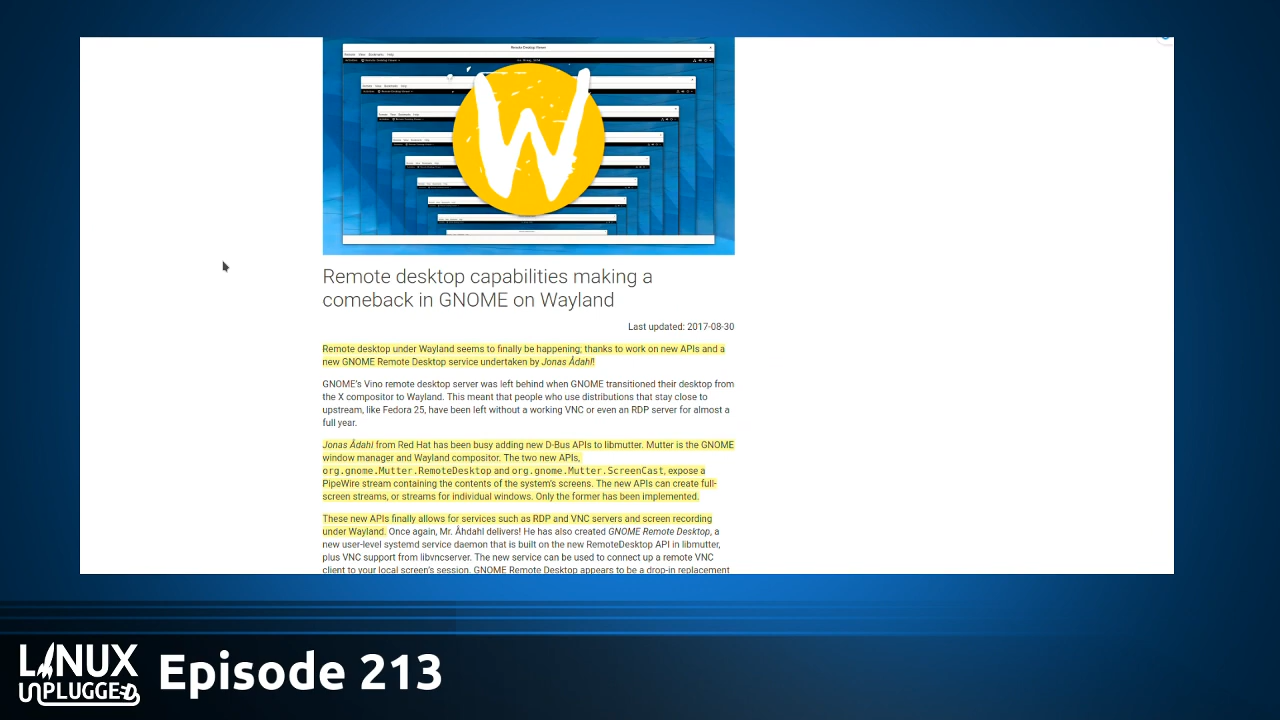 Remote Desktop Viewer
W
Remote desktop capabilities making a
comeback in GNOME on Wayland
Last updated: 2017-08-30
Remote desktop under Wayland seems to finally be happening; thanks to work on new APIs and a
new GNOME Remote Desktop service undertaken by Jonas Ådahl!
GNOME's Vino remote desktop server was left behind when GNOME transitioned their desktop from
the X compositor to Wayland. This meant that people who use distributions that stay close to
upstream, like Fedora 25, have been left without a working VNC or even an RDP server for almost a
full year.
Jonas Ådahl from Red Hat has been busy adding new D-Bus APIs to libmutter. Mutter is the GNOME
window manager and Wayland compositor. The two new APIs,
org.gnome.Mutter.RemoteDesktop and org.gnome.Mutter.ScreenCast, expose a
PipeWire stream containing the contents of the system's screens. The new APIs can create full-
screen streams, or streams for individual windows. Only the former has been implemented.
These new APIs finally allows for services such as RDP and VNC servers and screen recording
under Wayland. Once again, Mr. Åhdahl delivers! He has also created GNOME Remote Desktop, a
new user-level systemd service daemon that is built on the new RemoteDesktop API in libmutter,
plus VNC support from libvncserver. The new service can be used to connect up a remote VNC
client to your local screen's session. GNOME Remote Desktop appears to be a drop-in replacement
LINUX
UNPLUGGED
Episode 213